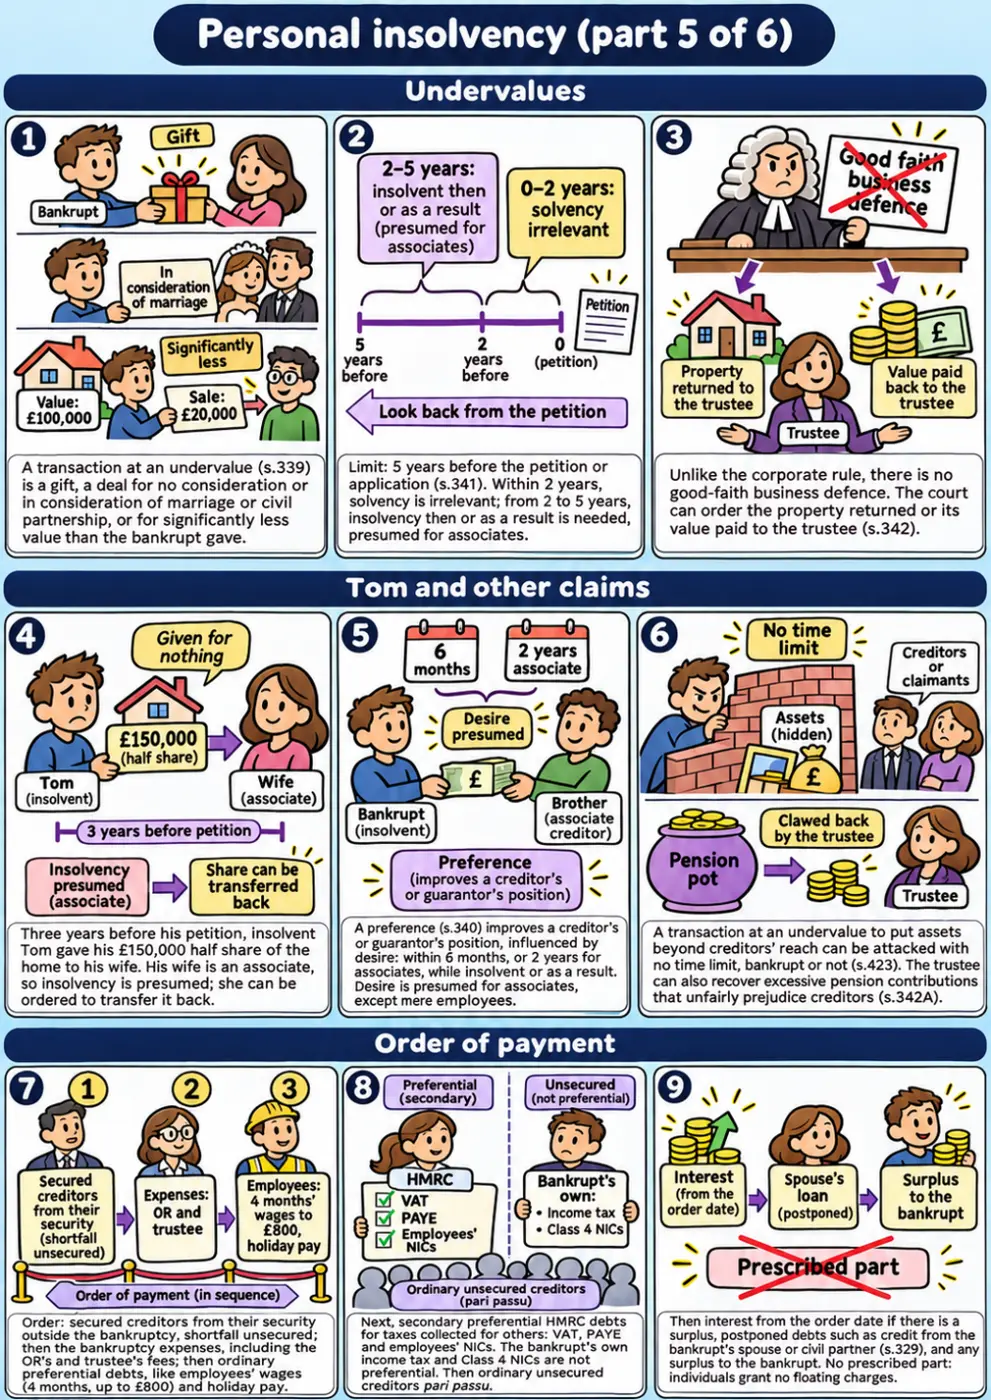 Personal insolvency (part 5 of 6)
Undervalues
1
Gift
Bankrupt
In
consideration
of marriage
Significantly
less
Value:
£100,000
Sale:
£20,000
A transaction at an undervalue (s.339)
is a gift, a deal for no consideration or
in consideration of marriage or civil
partnership, or for significantly less
value than the bankrupt gave.
2
2–5 years:
insolvent then
or as a result
(presumed for
associates)
0–2 years:
solvency
irrelevant
Petition
5
years
before
2
years
before
0
(petition)
Look back from the petition
Limit: 5 years before the petition or
application (s.341). Within 2 years,
solvency is irrelevant; from 2 to 5 years,
insolvency then or as a result is needed,
presumed for associates.
3
Good faith
business
defence
Property
returned to
the trustee
Value paid
back to the
trustee
Trustee
Unlike the corporate rule, there is no
good-faith business defence. The court
can order the property returned or its
value paid to the trustee (s.342).
Tom and other claims
4
Given for
nothing
£150,000
(half share)
Tom
(insolvent)
Wife
(associate)
3 years before petition
Insolvency
presumed
(associate)
Share can be
transferred
back
Three years before his petition, insolvent
Tom gave his £150,000 half share of the
home to his wife. His wife is an associate,
so insolvency is presumed; she can be
ordered to transfer it back.
5
6
months
2 years
associate
Desire
presumed
£
Bankrupt
(insolvent)
Brother
(associate
creditor)
Preference
(improves a creditor's
or guarantor's position)
A preference (s.340) improves a creditor's
or guarantor's position, influenced by
desire: within 6 months, or 2 years for
associates, while insolvent or as a result.
Desire is presumed for associates,
except mere employees.
6
No time
limit
Creditors
or
claimants
Assets
(hidden)
£
Pension
pot
Clawed back
by the trustee
Trustee
A transaction at an undervalue to put assets
beyond creditors' reach can be attacked with
no time limit, bankrupt or not (s.423). The trustee
can also recover excessive pension contributions
that unfairly prejudice creditors (s.342A).
Order of payment
7
1
2
3
Secured
creditors
from their
security
(shortfall
unsecured)
Expenses:
OR and
trustee
Employees:
4 months'
wages to
£800,
holiday pay
Order of payment (in sequence)
Order: secured creditors from their security
outside the bankruptcy, shortfall unsecured;
then the bankruptcy expenses, including the
OR's and trustee's fees; then ordinary
preferential debts, like employees' wages
(4 months, up to £800) and holiday pay.
8
Preferential
(secondary)
Unsecured
(not preferential)
HMRC
VAT
PAYE
Employees'
NICs
Bankrupt's
own:
• Income tax
• Class 4 NICs
Ordinary unsecured creditors
(pari passu)
Next, secondary preferential HMRC debts
for taxes collected for others: VAT, PAYE
and employees' NICs. The bankrupt's own
income tax and Class 4 NICs are not
preferential. Then ordinary unsecured
creditors pari passu.
9
Interest
(from the
order date)
Spouse's
loan
(postponed)
Surplus
to the
bankrupt
Prescribed part
Then interest from the order date if there is a
surplus, postponed debts such as credit from the
bankrupt's spouse or civil partner (s.329), and any
surplus to the bankrupt. No prescribed part:
individuals grant no floating charges.